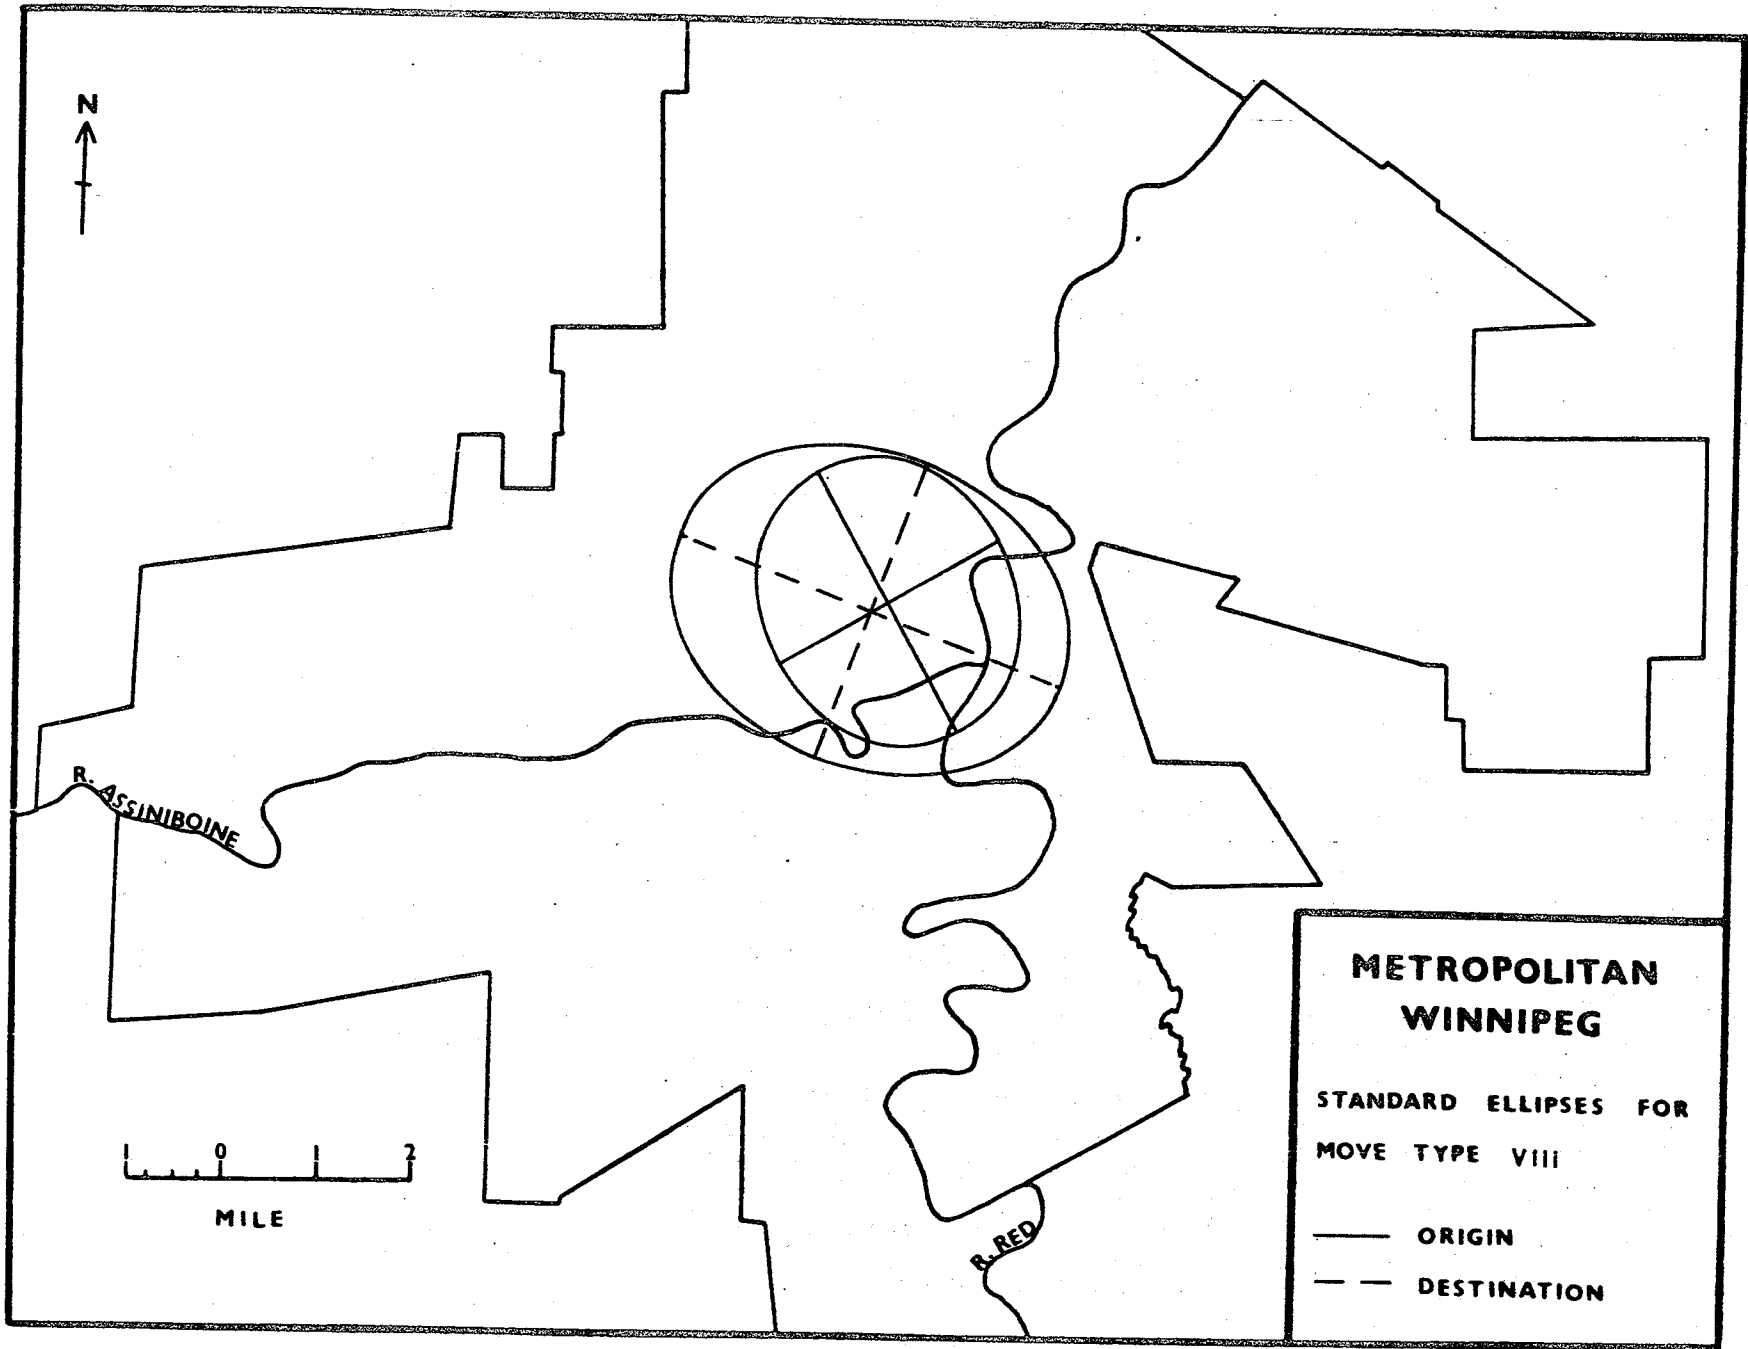 N
R. ASSINIBOINE
1 0 1 2
MILE
R. RED
METROPOLITAN
WINNIPEG
STANDARD ELLIPSES FOR
MOVE TYPE Viii
ORIGIN
DESTINATION